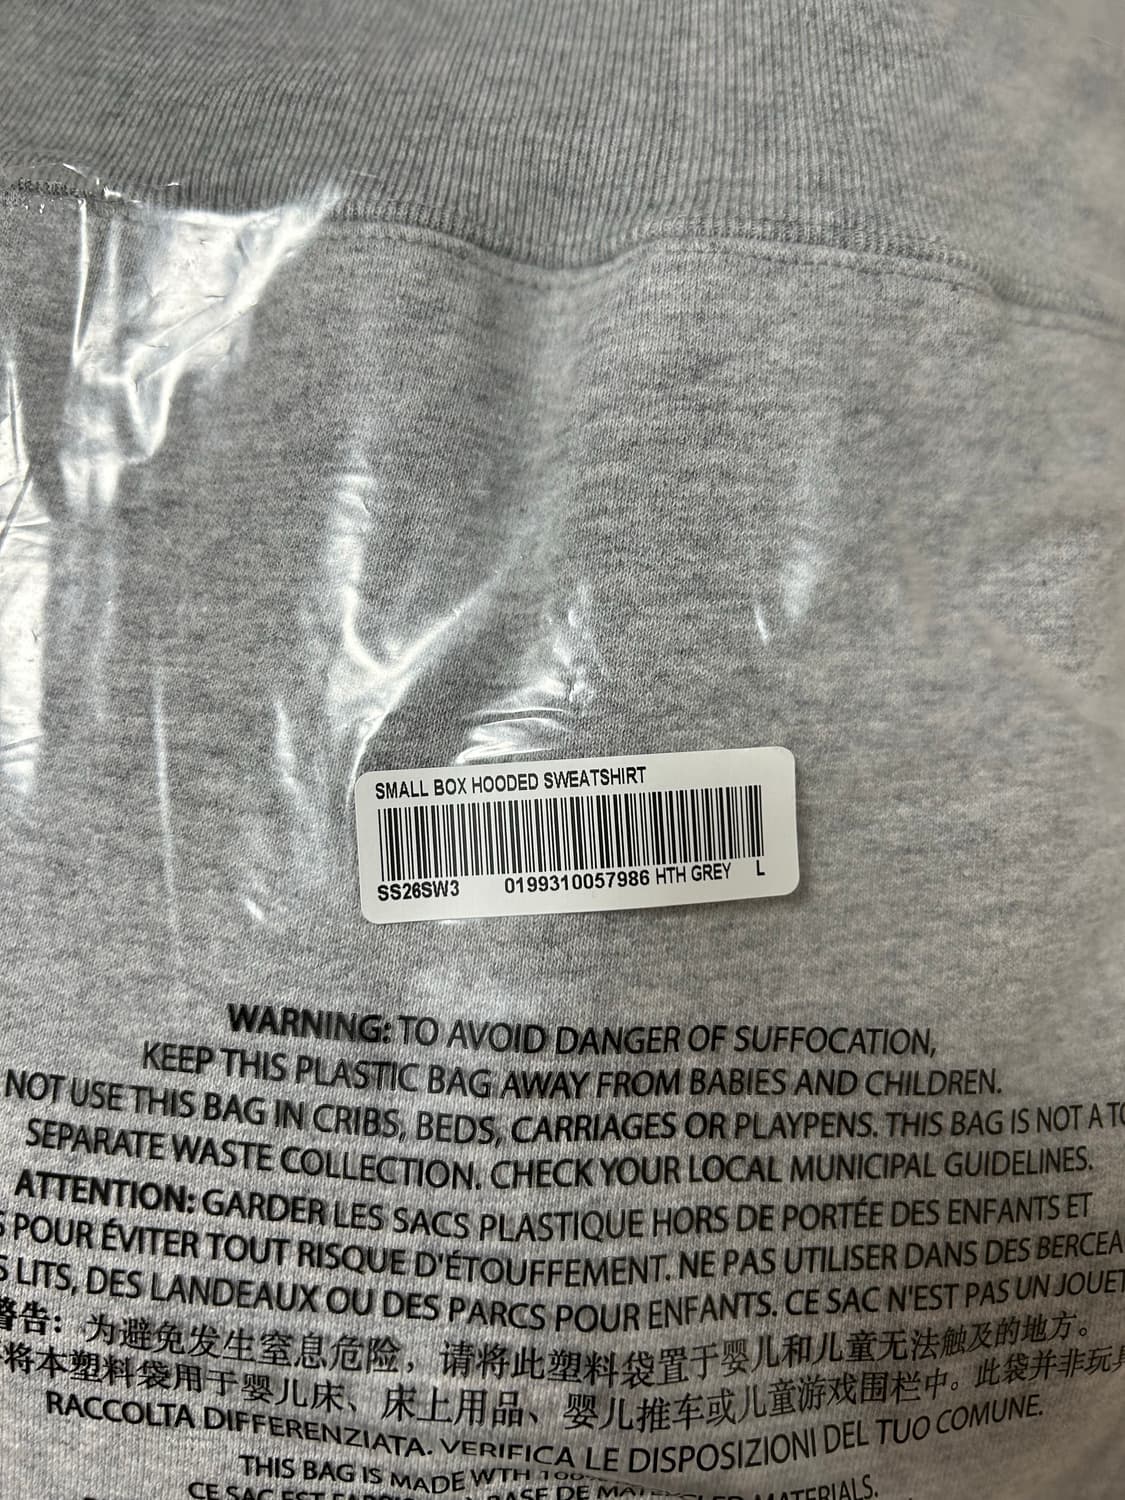 SMALL BOX HOODED SWEATSHIRT
SS26SW3 0199310057986 HTH GREY L
WARNING: TO AVOID DANGER OF SUFFOCATION,
KEEP THIS PLASTIC BAG AWAY FROM BABIES AND CHILDREN.
NOT USE THIS BAG IN CRIBS, BEDS, CARRIAGES OR PLAYPENS. THIS BAG IS NOT A
SEPARATE WASTE COLLECTION. CHECK YOUR LOCAL MUNICIPAL GUIDELINES.
ATTENTION: GARDER LES SACS PLASTIQUE HORS DE PORTÉE DES ENFANTS ET
POUR ÉVITER TOUT RISQUE D'ÉTOUFFEMENT. NE PAS UTILISER DANS DES
LITS, DES LANDEAUX OU DES PARCS POUR ENFANTS. CE SAC N'EST PAS UN JOUET
警告: 为避免发生窒息危险，请将此塑料袋置于婴儿和儿童无法触及的地方。
将本塑料袋用于婴儿床、床上用品、婴儿推车或儿童游戏围栏中。此袋并非玩具
RACCOLTA DIFFERENZIATA. VERIFICA LE DISPOSIZIONI DEL TUO COMUNE.
THIS BAG IS MADE WITH
CE SAC EST BASE DE MATERIALS.